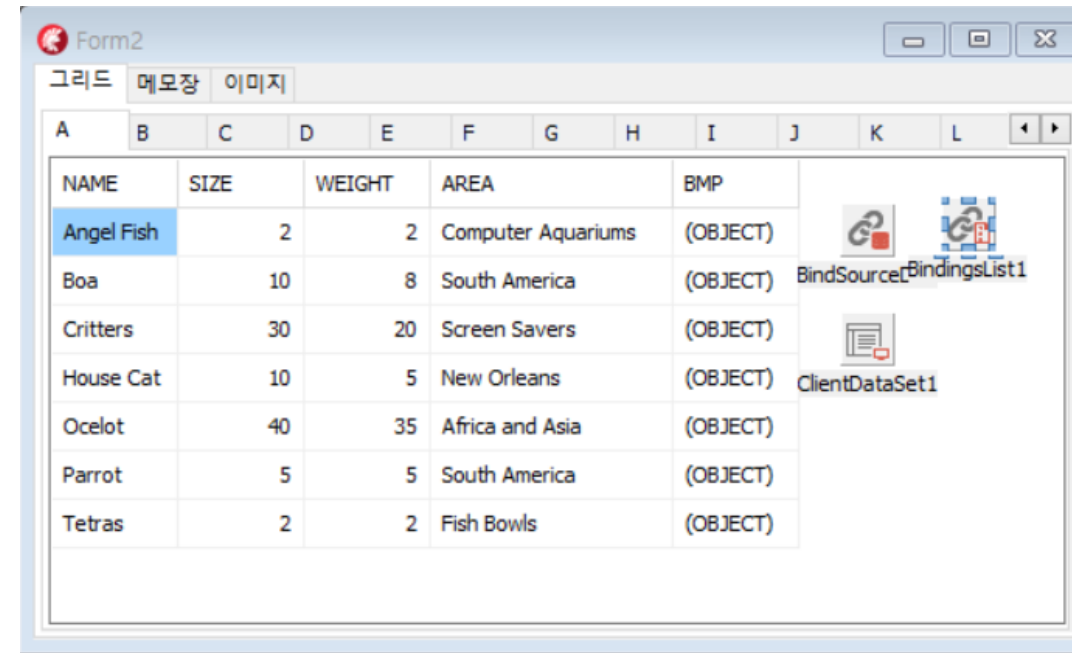 Form2
그리드 메모장 이미지
A B C D E F G H I J K L
NAME SIZE WEIGHT AREA BMP
Angel Fish 2 2 Computer Aquariums (OBJECT)
Boa 10 8 South America (OBJECT)
Critters 30 20 Screen Savers (OBJECT)
House Cat 10 5 New Orleans (OBJECT)
Ocelot 40 35 Africa and Asia (OBJECT)
Parrot 5 5 South America (OBJECT)
Tetras 2 2 Fish Bowls (OBJECT)
BindingsList1
ClientDataSet1